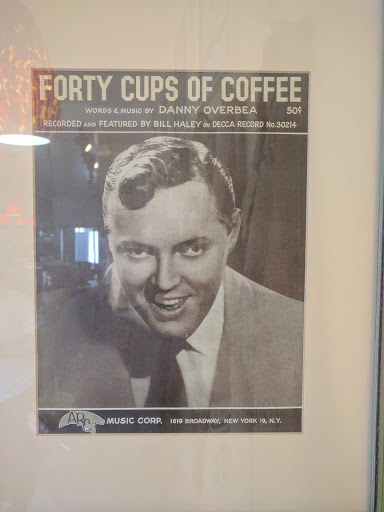 FORTY CUPS OF COFFEE
WORDS & MUSIC BY DANNY OVERBEA 50¢
RECORDED AND FEATURED BY BILL HALEY ON DECCA RECORD No. 30214
ARC MUSIC CORP. 1619 BROADWAY, NEW YORK 19, N.Y.